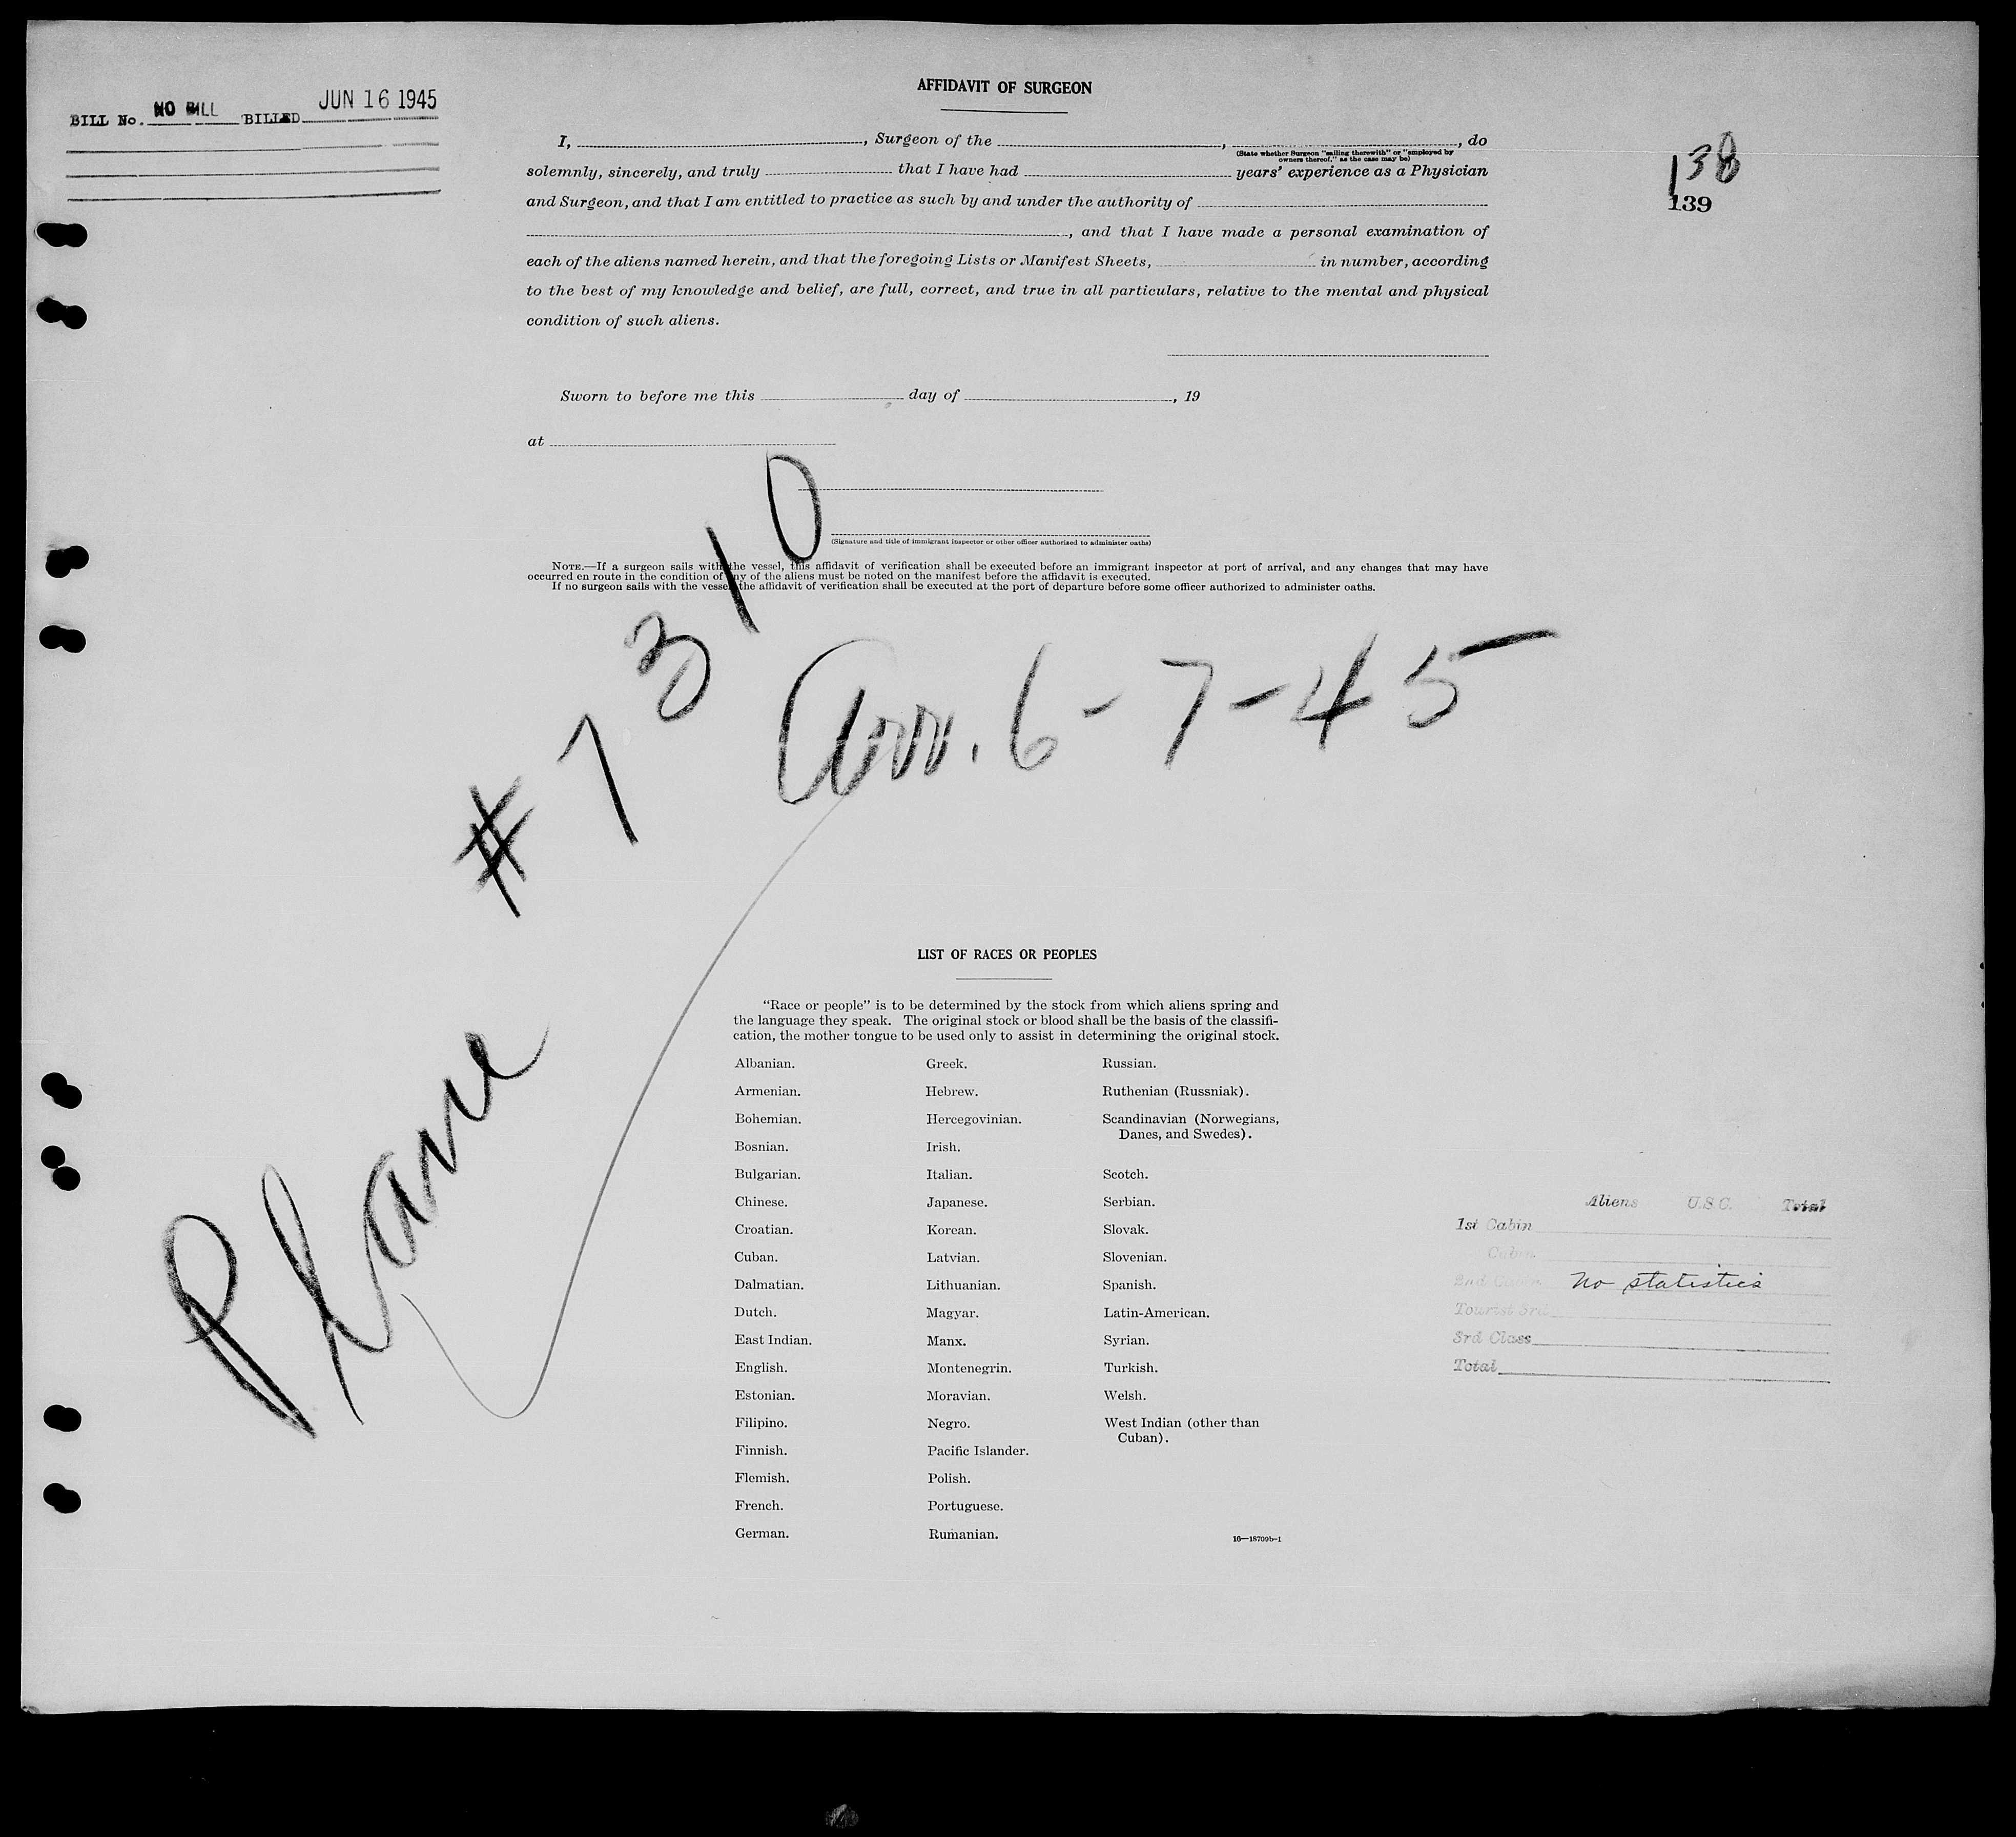 BILL No. NO BILL BILLED JUN 16 1945
AFFIDAVIT OF SURGEON
I, , Surgeon of the , , do
(State whether Surgeon "sailing therewith" or "employed by
owners thereof," as the case may be)
solemnly, sincerely, and truly that I have had years' experience as a Physician
and Surgeon, and that I am entitled to practice as such by and under the authority of
, and that I have made a personal examination of
each of the aliens named herein, and that the foregoing Lists or Manifest Sheets, in number, according
to the best of my knowledge and belief, are full, correct, and true in all particulars, relative to the mental and physical
condition of such aliens.
138
139
Sworn to before me this day of , 19
at
(Signature and title of immigrant inspector or other officer authorized to administer oaths)
NOTE.—If a surgeon sails with the vessel, this affidavit of verification shall be executed before an immigrant inspector at port of arrival, and any changes that may have
occurred en route in the condition of any of the aliens must be noted on the manifest before the affidavit is executed.
If no surgeon sails with the vessel the affidavit of verification shall be executed at the port of departure before some officer authorized to administer oaths.
Plane # 7310
Arr. 6-7-45
LIST OF RACES OR PEOPLES
"Race or people" is to be determined by the stock from which aliens spring and
the language they speak. The original stock or blood shall be the basis of the classifi-
cation, the mother tongue to be used only to assist in determining the original stock.
Albanian.
Armenian.
Bohemian.
Bosnian.
Bulgarian.
Chinese.
Croatian.
Cuban.
Dalmatian.
Dutch.
East Indian.
English.
Estonian.
Filipino.
Finnish.
Flemish.
French.
German.
Greek.
Hebrew.
Hercegovinian.
Irish.
Italian.
Japanese.
Korean.
Latvian.
Lithuanian.
Magyar.
Manx.
Montenegrin.
Moravian.
Negro.
Pacific Islander.
Polish.
Portuguese.
Rumanian.
Russian.
Ruthenian (Russniak).
Scandinavian (Norwegians,
Danes, and Swedes).
Scotch.
Serbian.
Slovak.
Slovenian.
Spanish.
Latin-American.
Syrian.
Turkish.
Welsh.
West Indian (other than
Cuban).
16—18709b-1
Aliens U.S.C. Total
1st Cabin
Cabin
2nd Cabin No statistics
Tourist 3rd
3rd Class
Total